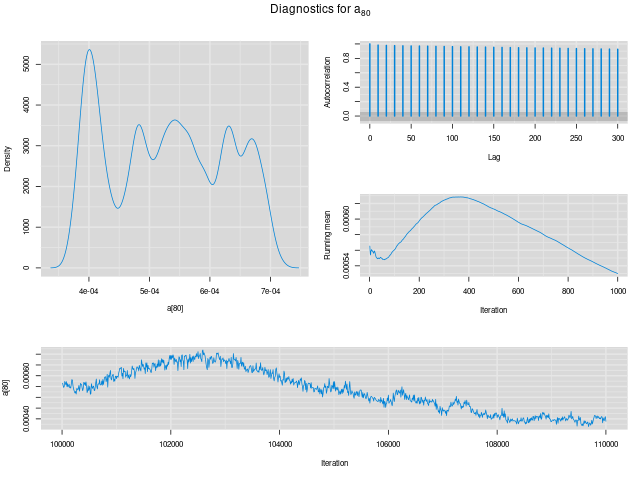 Diagnostics for a80
Density
5000
4000
3000
2000
1000
0
4e-04 5e-04 6e-04 7e-04
a[80]
Autocorrelation
0.8
0.4
0.0
0 50 100 150 200 250 300
Lag
Running mean
0.00060
0.00054
0 200 400 600 800 1000
Iteration
a[80]
0.00060
0.00040
100000 102000 104000 106000 108000 110000
Iteration